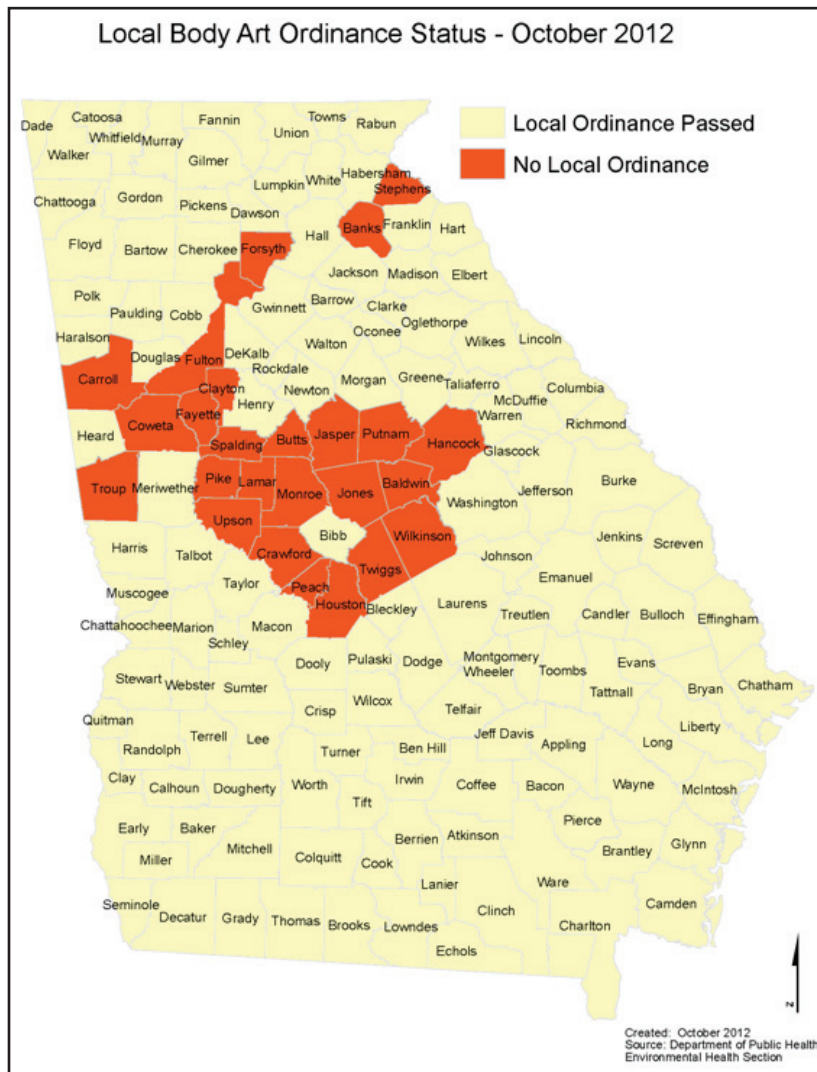 Local Body Art Ordinance Status - October 2012
Local Ordinance Passed
No Local Ordinance
Dade
Catoosa
Whitfield
Murray
Fannin
Union
Towns
Rabun
Walker
Gilmer
Lumpkin
White
Habersham
Stephens
Chattooga
Gordon
Pickens
Dawson
Banks
Franklin
Hart
Floyd
Bartow
Cherokee
Forsyth
Hall
Jackson
Madison
Elbert
Polk
Paulding
Cobb
Gwinnett
Barrow
Clarke
Oglethorpe
Haralson
Douglas
Fulton
DeKalb
Walton
Oconee
Wilkes
Lincoln
Carroll
Clayton
Rockdale
Henry
Newton
Morgan
Greene
Taliaferro
McDuffie
Columbia
Heard
Coweta
Fayette
Spalding
Butts
Jasper
Putnam
Hancock
Warren
Richmond
Glascock
Troup
Meriwether
Pike
Lamar
Monroe
Jones
Baldwin
Washington
Jefferson
Burke
Upson
Bibb
Wilkinson
Harris
Talbot
Crawford
Twiggs
Johnson
Jenkins
Screven
Muscogee
Taylor
Peach
Houston
Bleckley
Laurens
Emanuel
Treutlen
Candler
Bulloch
Effingham
Chattahoochee
Marion
Macon
Schley
Dooly
Pulaski
Dodge
Montgomery
Wheeler
Toombs
Evans
Tattnall
Bryan
Chatham
Stewart
Webster
Sumter
Crisp
Wilcox
Telfair
Liberty
Quitman
Randolph
Terrell
Lee
Turner
Ben Hill
Jeff Davis
Appling
Long
Clay
Calhoun
Dougherty
Worth
Tift
Irwin
Coffee
Bacon
Wayne
McIntosh
Early
Baker
Mitchell
Colquitt
Cook
Berrien
Atkinson
Pierce
Brantley
Glynn
Miller
Lanier
Ware
Seminole
Decatur
Grady
Thomas
Brooks
Lowndes
Clinch
Charlton
Camden
Echols
N
Created: October 2012
Source: Department of Public Health
Environmental Health Section